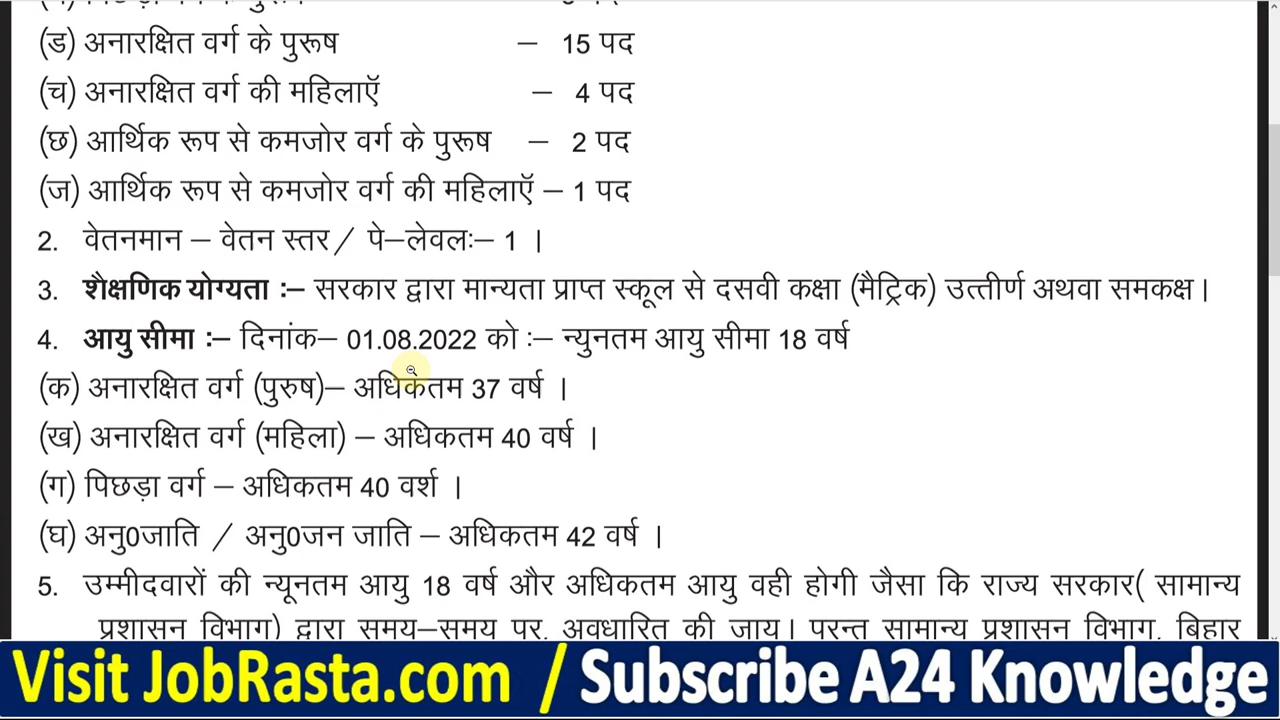 (ड) अनारक्षित वर्ग के पुरूष – 15 पद
(च) अनारक्षित वर्ग की महिलाऍ – 4 पद
(छ) आर्थिक रूप से कमजोर वर्ग के पुरूष – 2 पद
(ज) आर्थिक रूप से कमजोर वर्ग की महिलाऍ – 1 पद
2. वेतनमान – वेतन स्तर / पे–लेवलः– 1 ।
3. शैक्षणिक योग्यता :– सरकार द्वारा मान्यता प्राप्त स्कूल से दसवी कक्षा (मैट्रिक) उत्तीर्ण अथवा समकक्ष।
4. आयु सीमा :– दिनांक– 01.08.2022 को :– न्युनतम आयु सीमा 18 वर्ष
(क) अनारक्षित वर्ग (पुरुष)– अधिकतम 37 वर्ष ।
(ख) अनारक्षित वर्ग (महिला) – अधिकतम 40 वर्ष ।
(ग) पिछड़ा वर्ग – अधिकतम 40 वर्श ।
(घ) अनु0जाति / अनु0जन जाति – अधिकतम 42 वर्ष ।
5. उम्मीदवारों की न्यूनतम आयु 18 वर्ष और अधिकतम आयु वही होगी जैसा कि राज्य सरकार( सामान्य
प्रशासन विभाग) द्वारा समय–समय पर, अवधारित की जाय। परन्तु सामान्य प्रशासन विभाग, बिहार
Visit JobRasta.com / Subscribe A24 Knowledge